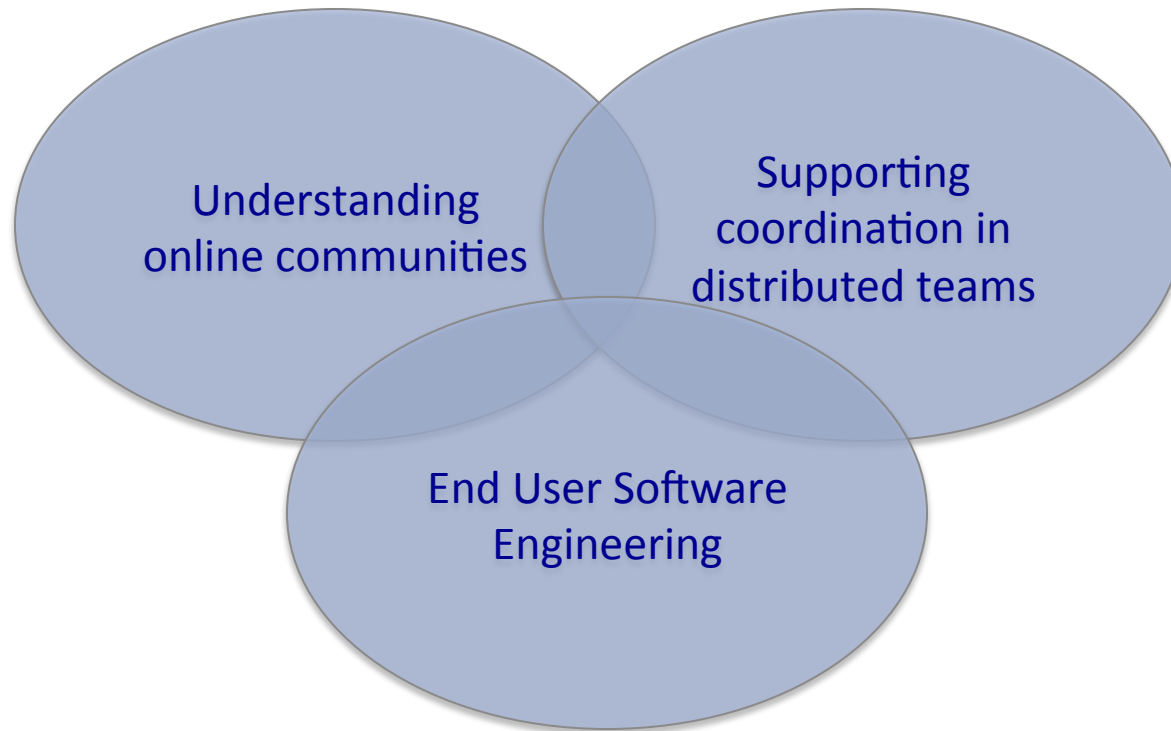 Understanding
online communities
Supporting
coordination in
distributed teams
End User Software
Engineering